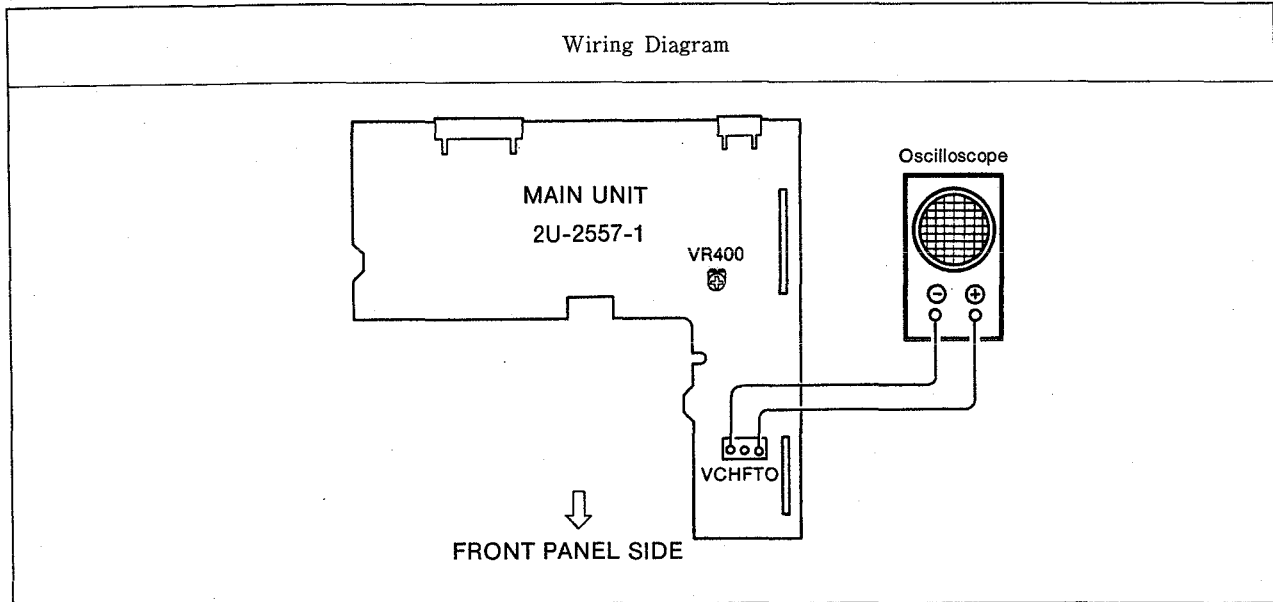 Wiring Diagram
Oscilloscope
MAIN UNIT
2U-2557-1
VR400
⊖ ⊕
VCHFTO
FRONT PANEL SIDE